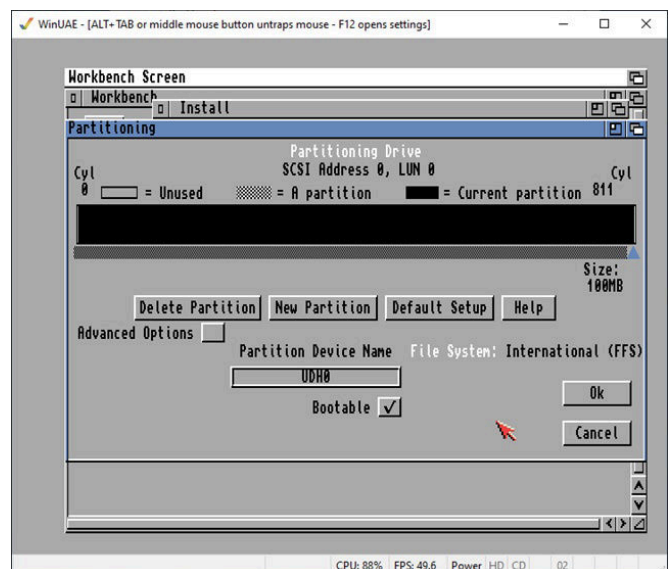 WinUAE - [ALT+TAB or middle mouse button untraps mouse - F12 opens settings]
Workbench Screen
Workbench
Install
Partitioning
Partitioning Drive
SCSI Address 0, LUN 0
Cyl Cyl
0 = Unused = A partition = Current partition 811
Size:
100MB
Delete Partition New Partition Default Setup Help
Advanced Options
Partition Device Name File System: International (FFS)
UDH0
Ok
Bootable
Cancel
CPU: 88% FPS: 49.6 Power HD CD 02